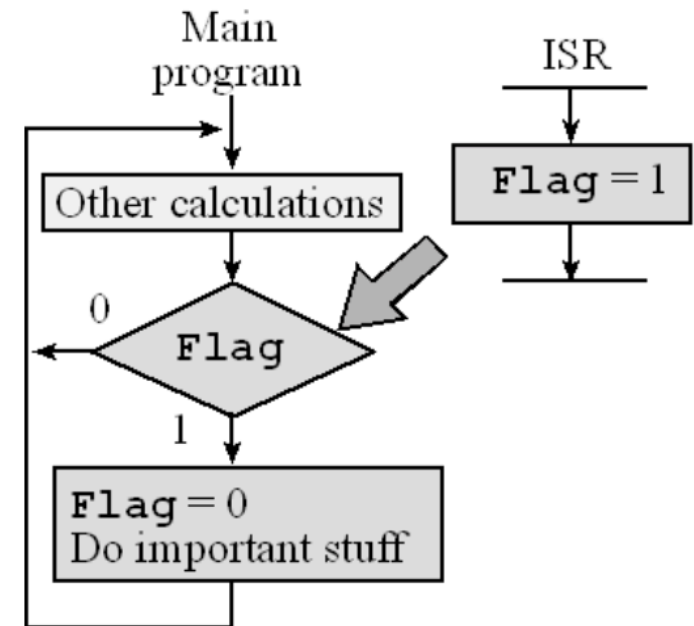 Main
program
Other calculations
0
Flag
1
Flag = 0
Do important stuff
ISR
Flag = 1